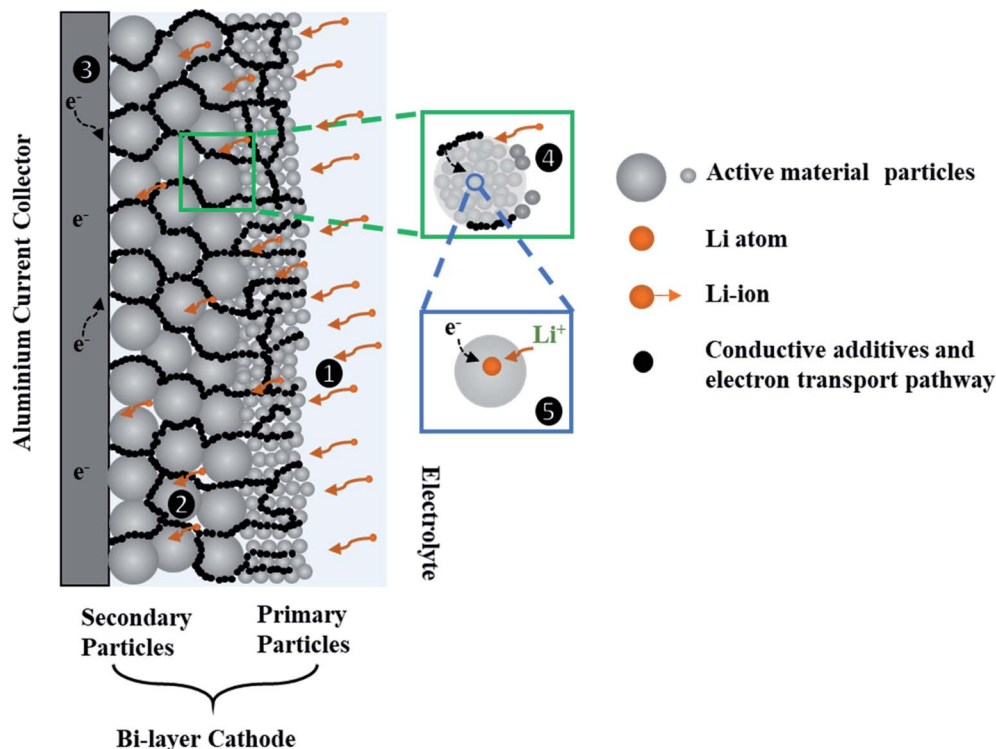 Aluminium Current Collector
3
e-
e-
e-
e-
2
1
4
e-
Li+
5
Electrolyte
Active material particles
Li atom
Li-ion
Conductive additives and
electron transport pathway
Secondary
Particles
Primary
Particles
Bi-layer Cathode